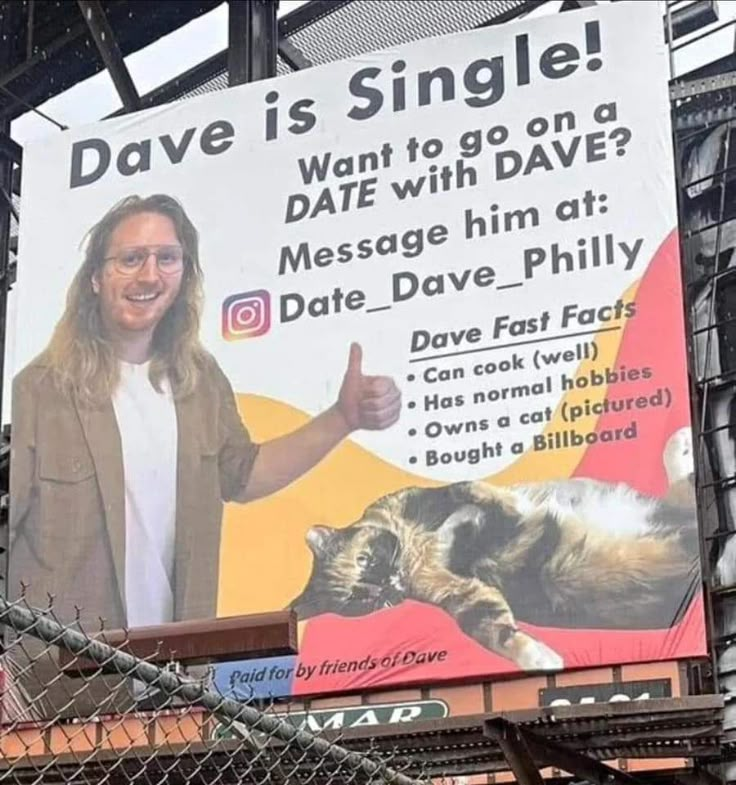 Dave is Single!
Want to go on a
DATE with DAVE?
Message him at:
Date_Dave_Philly
Dave Fast Facts
• Can cook (well)
• Has normal hobbies
• Owns a cat (pictured)
• Bought a Billboard
Paid for by friends of Dave
MAR